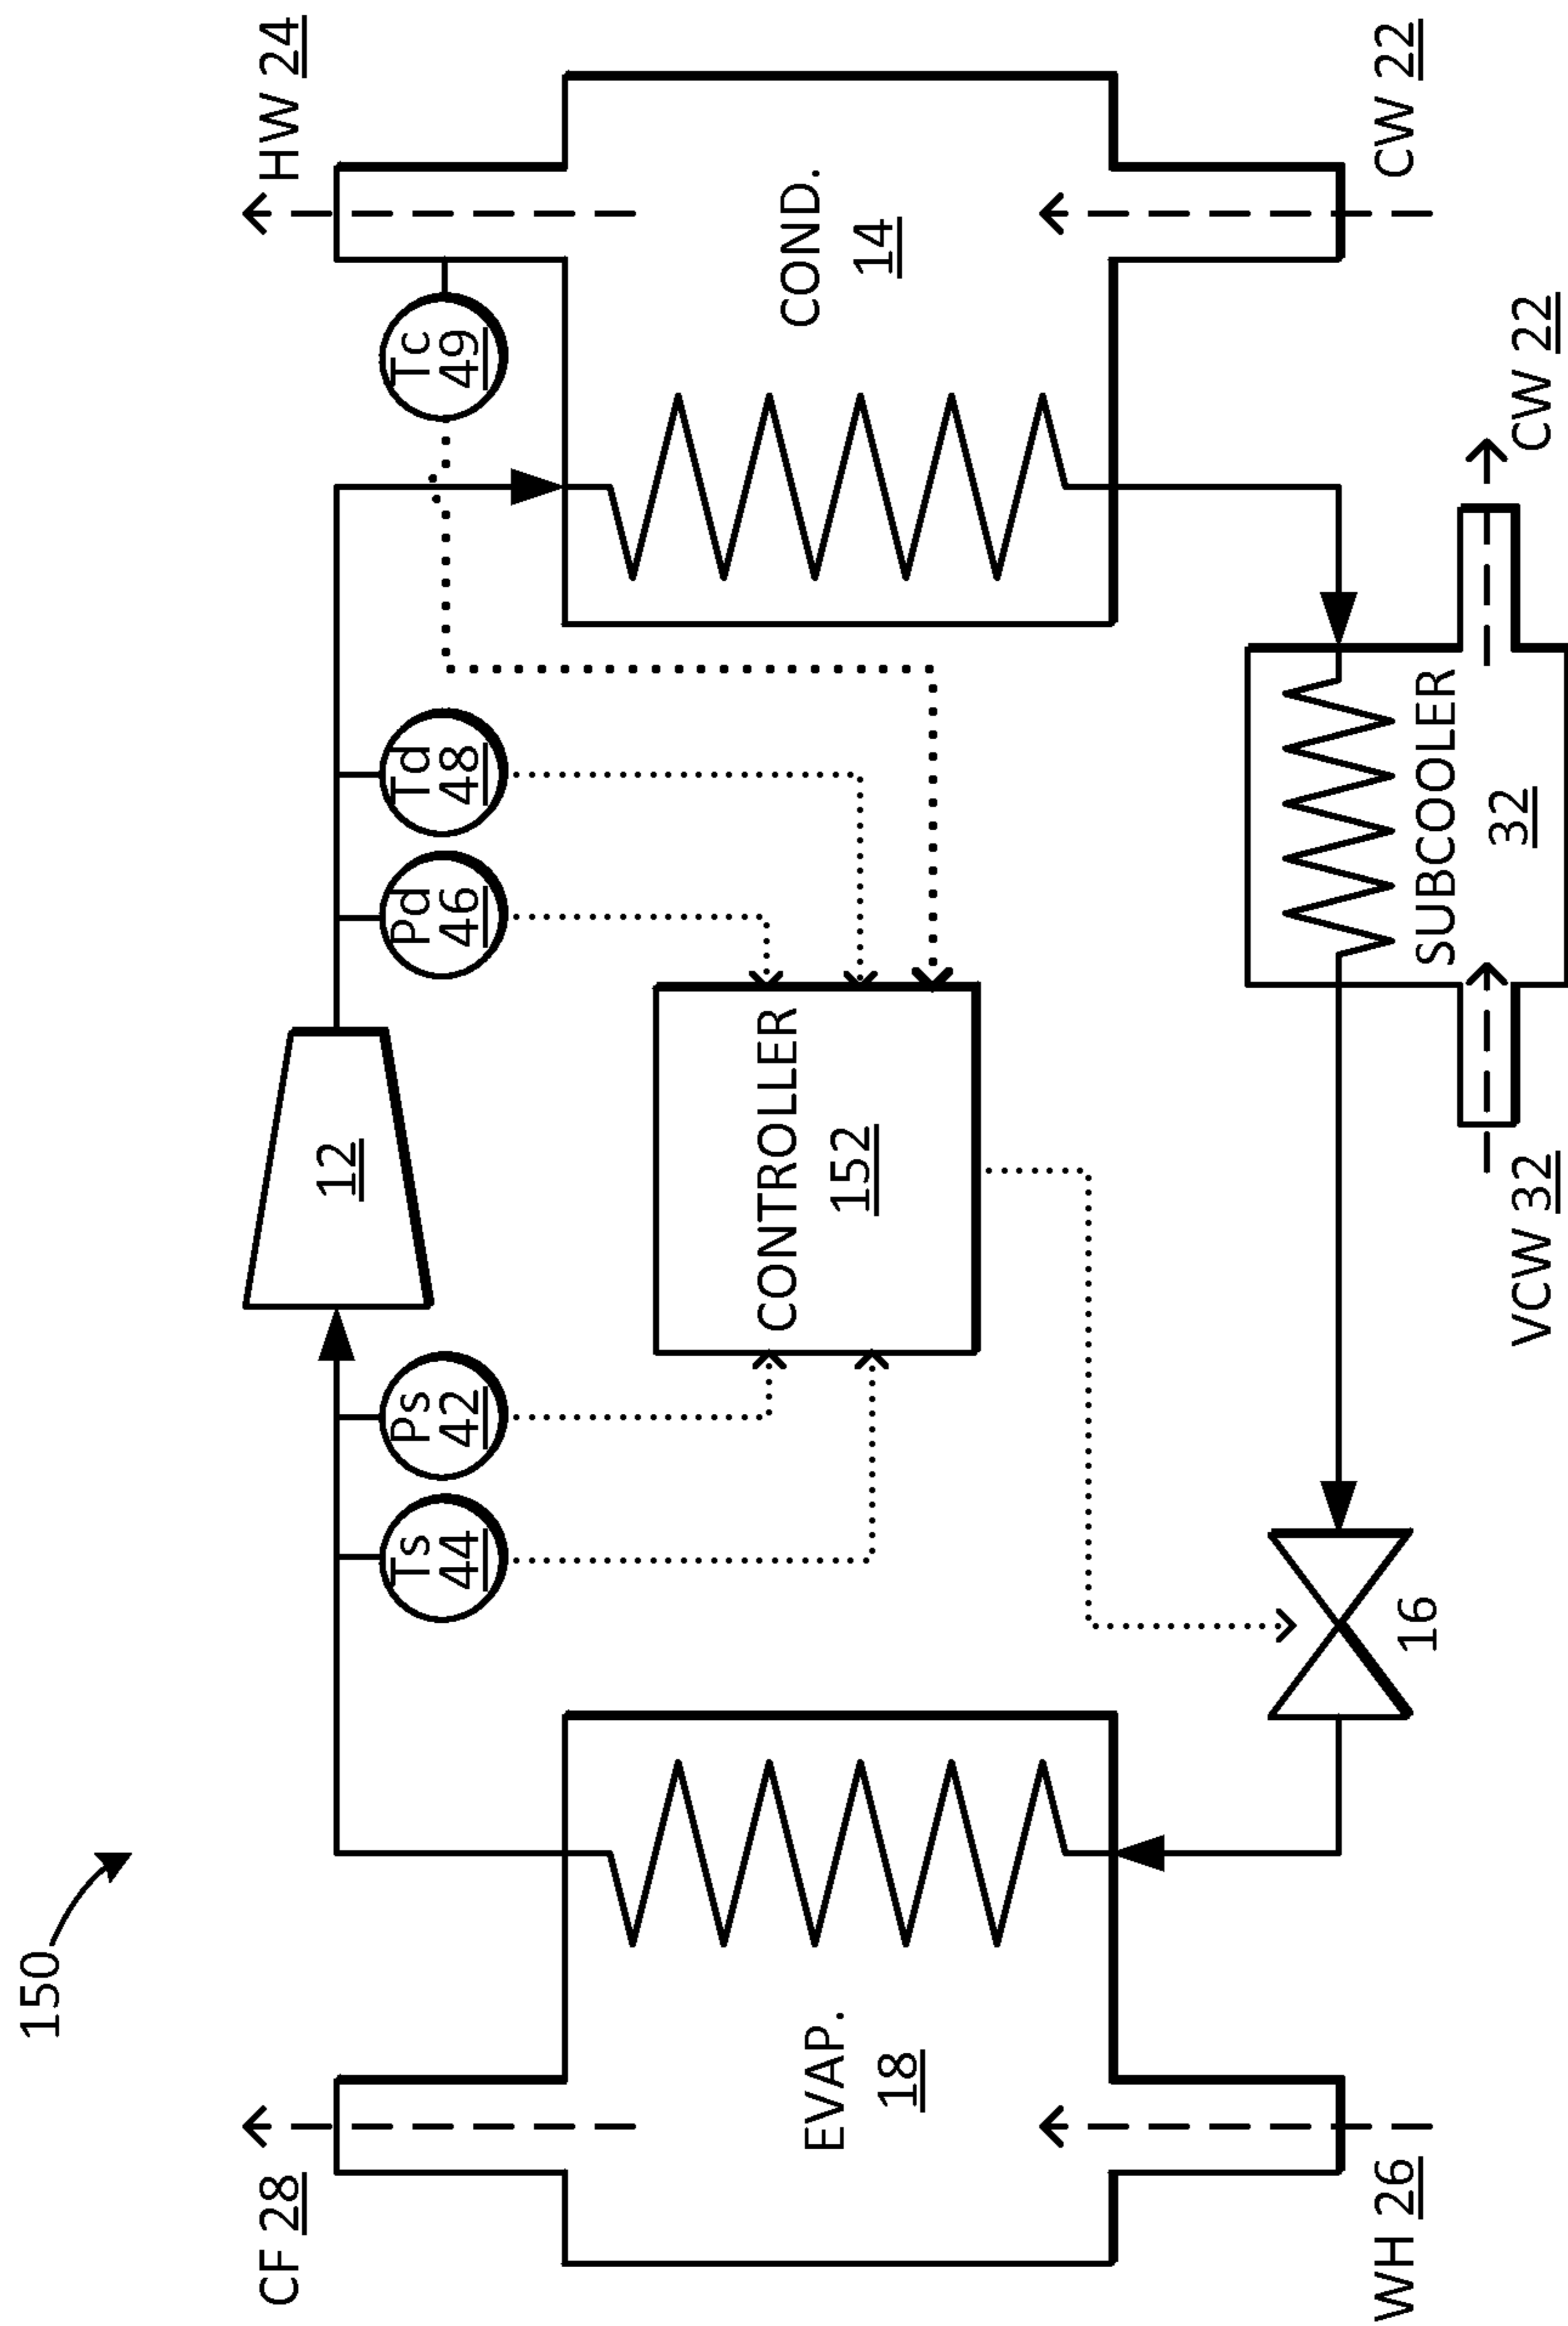 150
CF 28
HW 24
12
Ts
44
Ps
42
Pd
46
Td
48
Tc
49
EVAP.
18
CONTROLLER
152
COND.
14
WH 26
16
SUBCOOLER
32
CW 22
VCW 32
CW 22